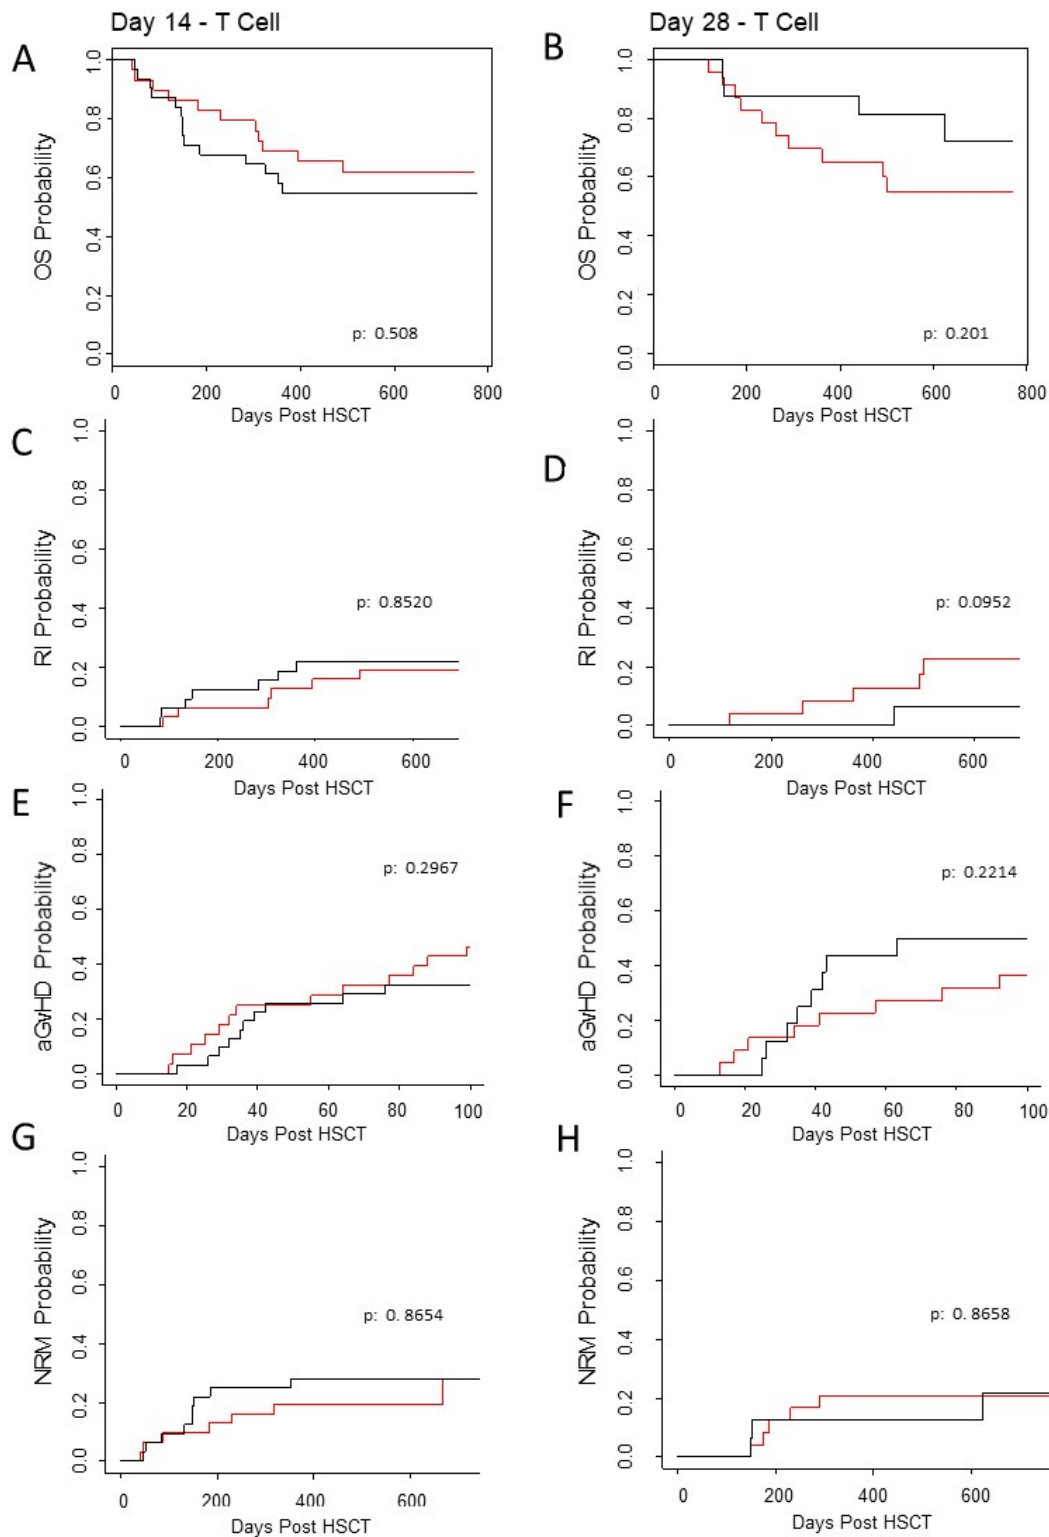 Day 14 - T Cell
Day 28 - T Cell
A
OS Probability
1.0
0.8
0.6
0.4
0.2
0.0
p: 0.508
0 200 400 600 800
Days Post HSCT
B
OS Probability
1.0
0.8
0.6
0.4
0.2
0.0
p: 0.201
0 200 400 600 800
Days Post HSCT
C
RI Probability
1.0
0.8
0.6
0.4
0.2
0.0
p: 0.8520
0 200 400 600
Days Post HSCT
D
RI Probability
1.0
0.8
0.6
0.4
0.2
0.0
p: 0.0952
0 200 400 600
Days Post HSCT
E
aGvHD Probability
1.0
0.8
0.6
0.4
0.2
0.0
p: 0.2967
0 20 40 60 80 100
Days Post HSCT
F
aGvHD Probability
1.0
0.8
0.6
0.4
0.2
0.0
p: 0.2214
0 20 40 60 80 100
Days Post HSCT
G
NRM Probability
1.0
0.8
0.6
0.4
0.2
0.0
p: 0. 8654
0 200 400 600
Days Post HSCT
H
NRM Probability
1.0
0.8
0.6
0.4
0.2
0.0
p: 0. 8658
0 200 400 600
Days Post HSCT